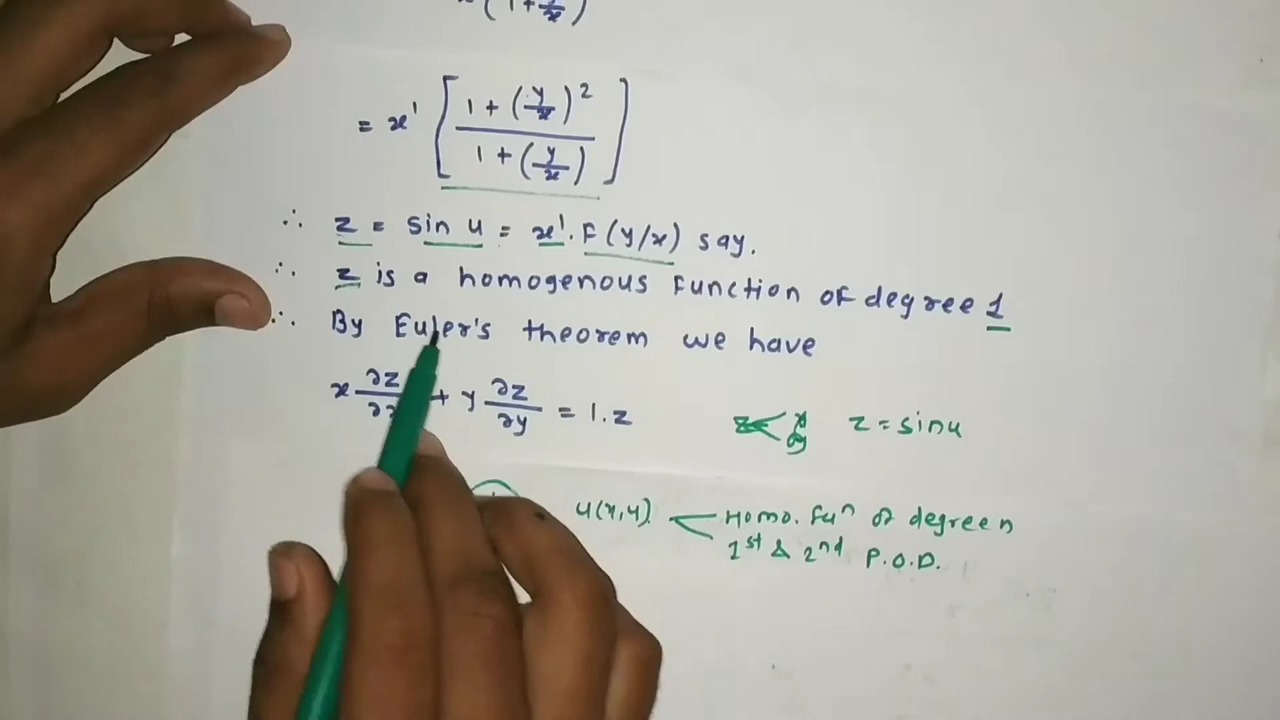 x(1+y/x)
= x¹ [ (1+(y/x)²) / (1+(y/x)) ]
∴ z = sin u = x¹. F(y/x) say.
∴ z is a homogenous Function of degree 1
∴ By Euler's theorem we have
x ∂z/∂x + y ∂z/∂y = 1.z
z < x y z = sinu
u(x,y) < Homo. Fuⁿ of degree n
1st & 2nd P.O.D.